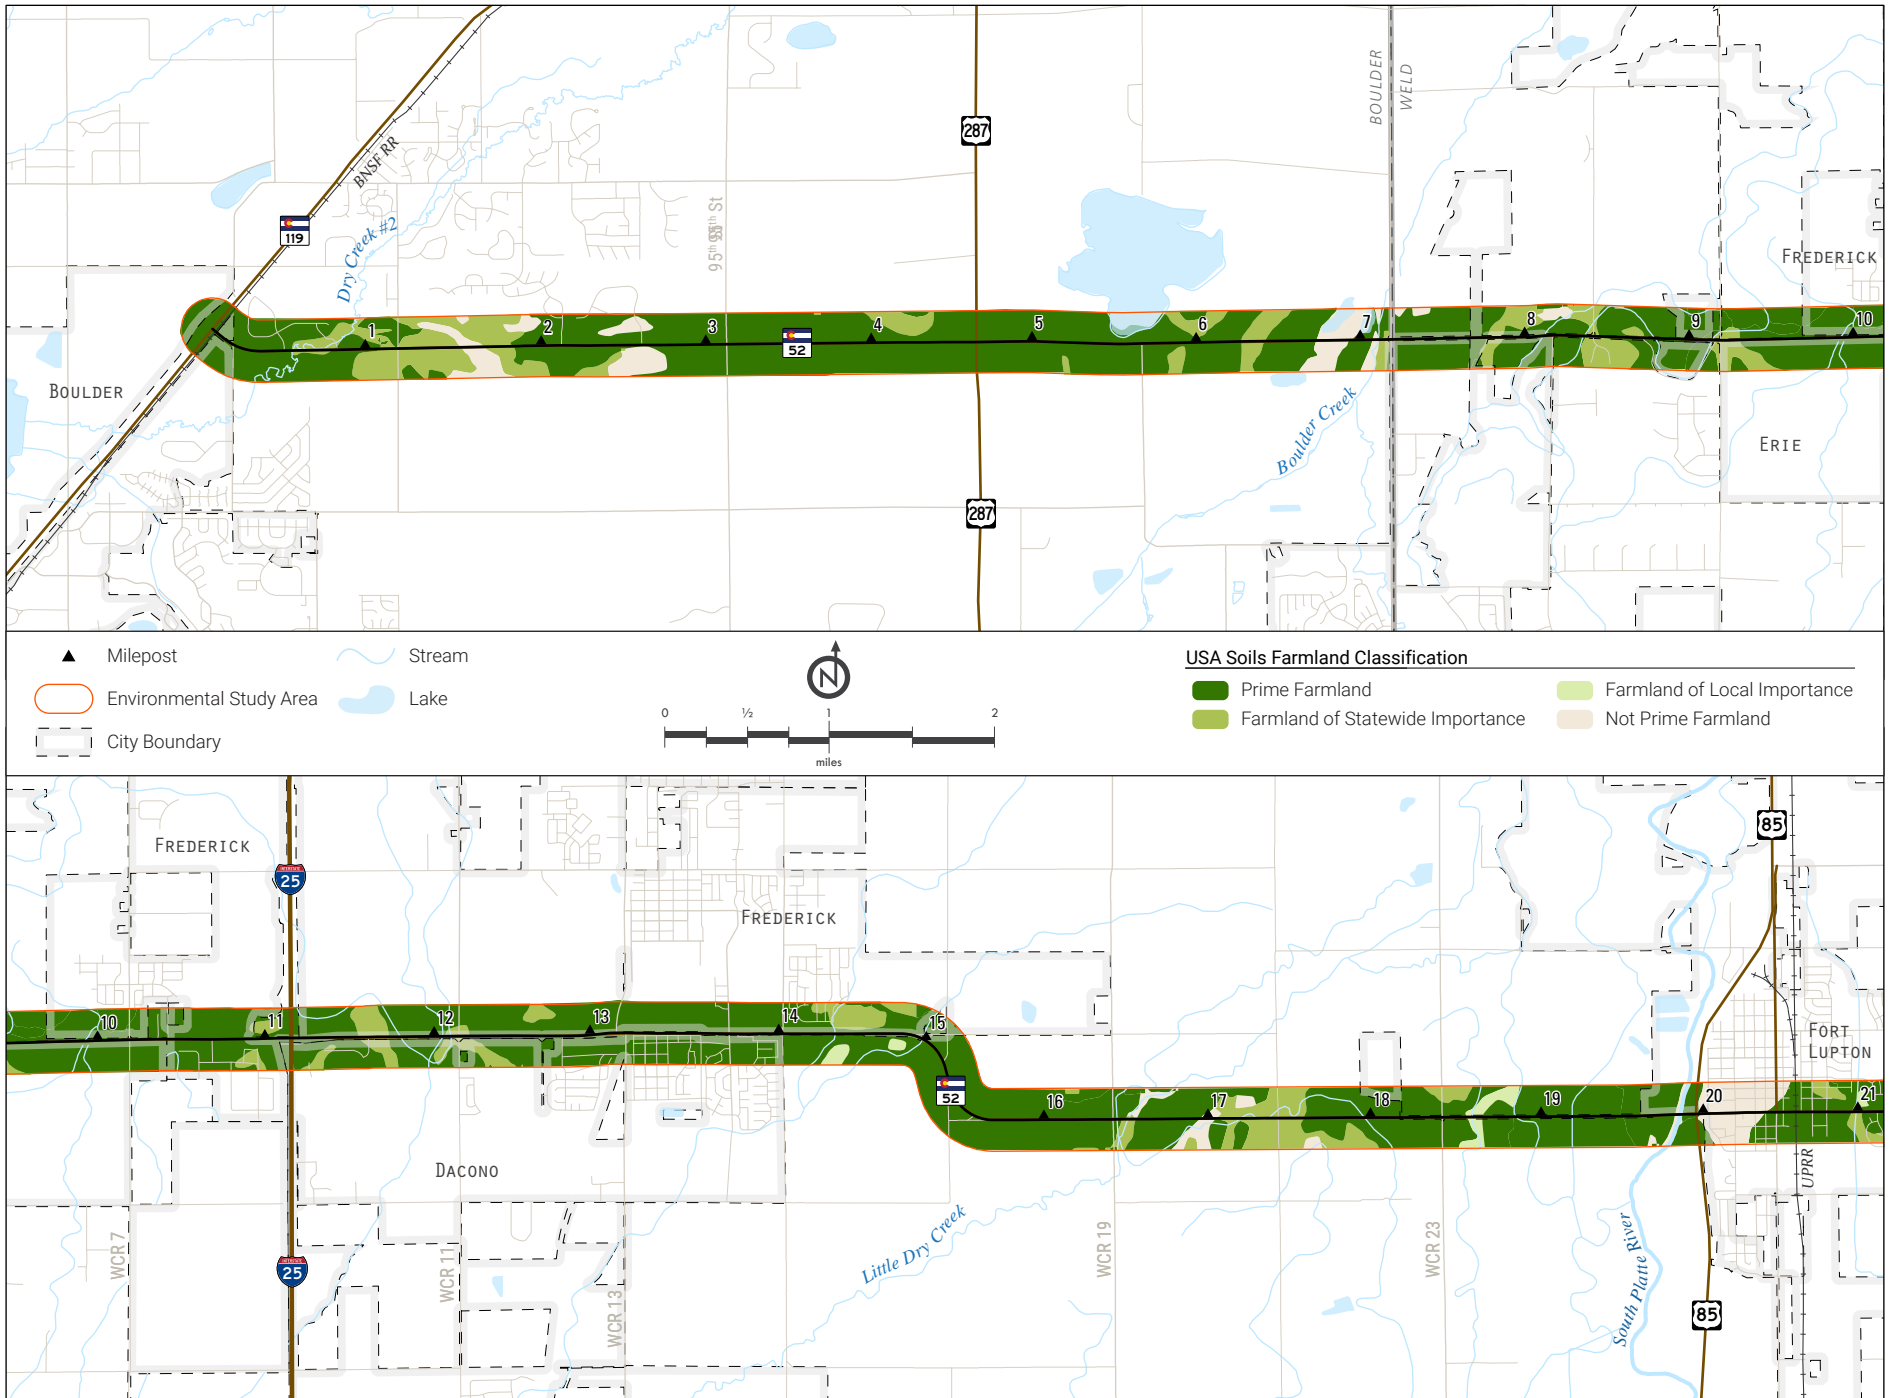 BOULDER
WELD
287
BNSF RR
119
Dry Creek #2
95th St
FREDERICK
1
2
3
52
4
5
6
7
8
9
10
BOULDER
Boulder Creek
ERIE
287
Milepost
Environmental Study Area
City Boundary
Stream
Lake
N
0
½
1
2
miles
USA Soils Farmland Classification
Prime Farmland
Farmland of Statewide Importance
Farmland of Local Importance
Not Prime Farmland
85
FREDERICK
INTERSTATE
25
FREDERICK
10
11
12
13
14
15
52
16
17
18
19
20
21
FORT
LUPTON
DACONO
UPRR
Little Dry Creek
WCR 7
WCR 11
WCR 13
WCR 19
WCR 23
South Platte River
INTERSTATE
25
85